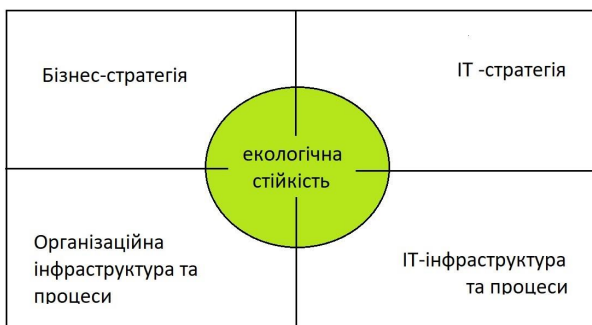 Бізнес-стратегія
ІТ -стратегія
екологічна
стійкість
Організаційна
інфраструктура та
процеси
ІТ-інфраструктура
та процеси